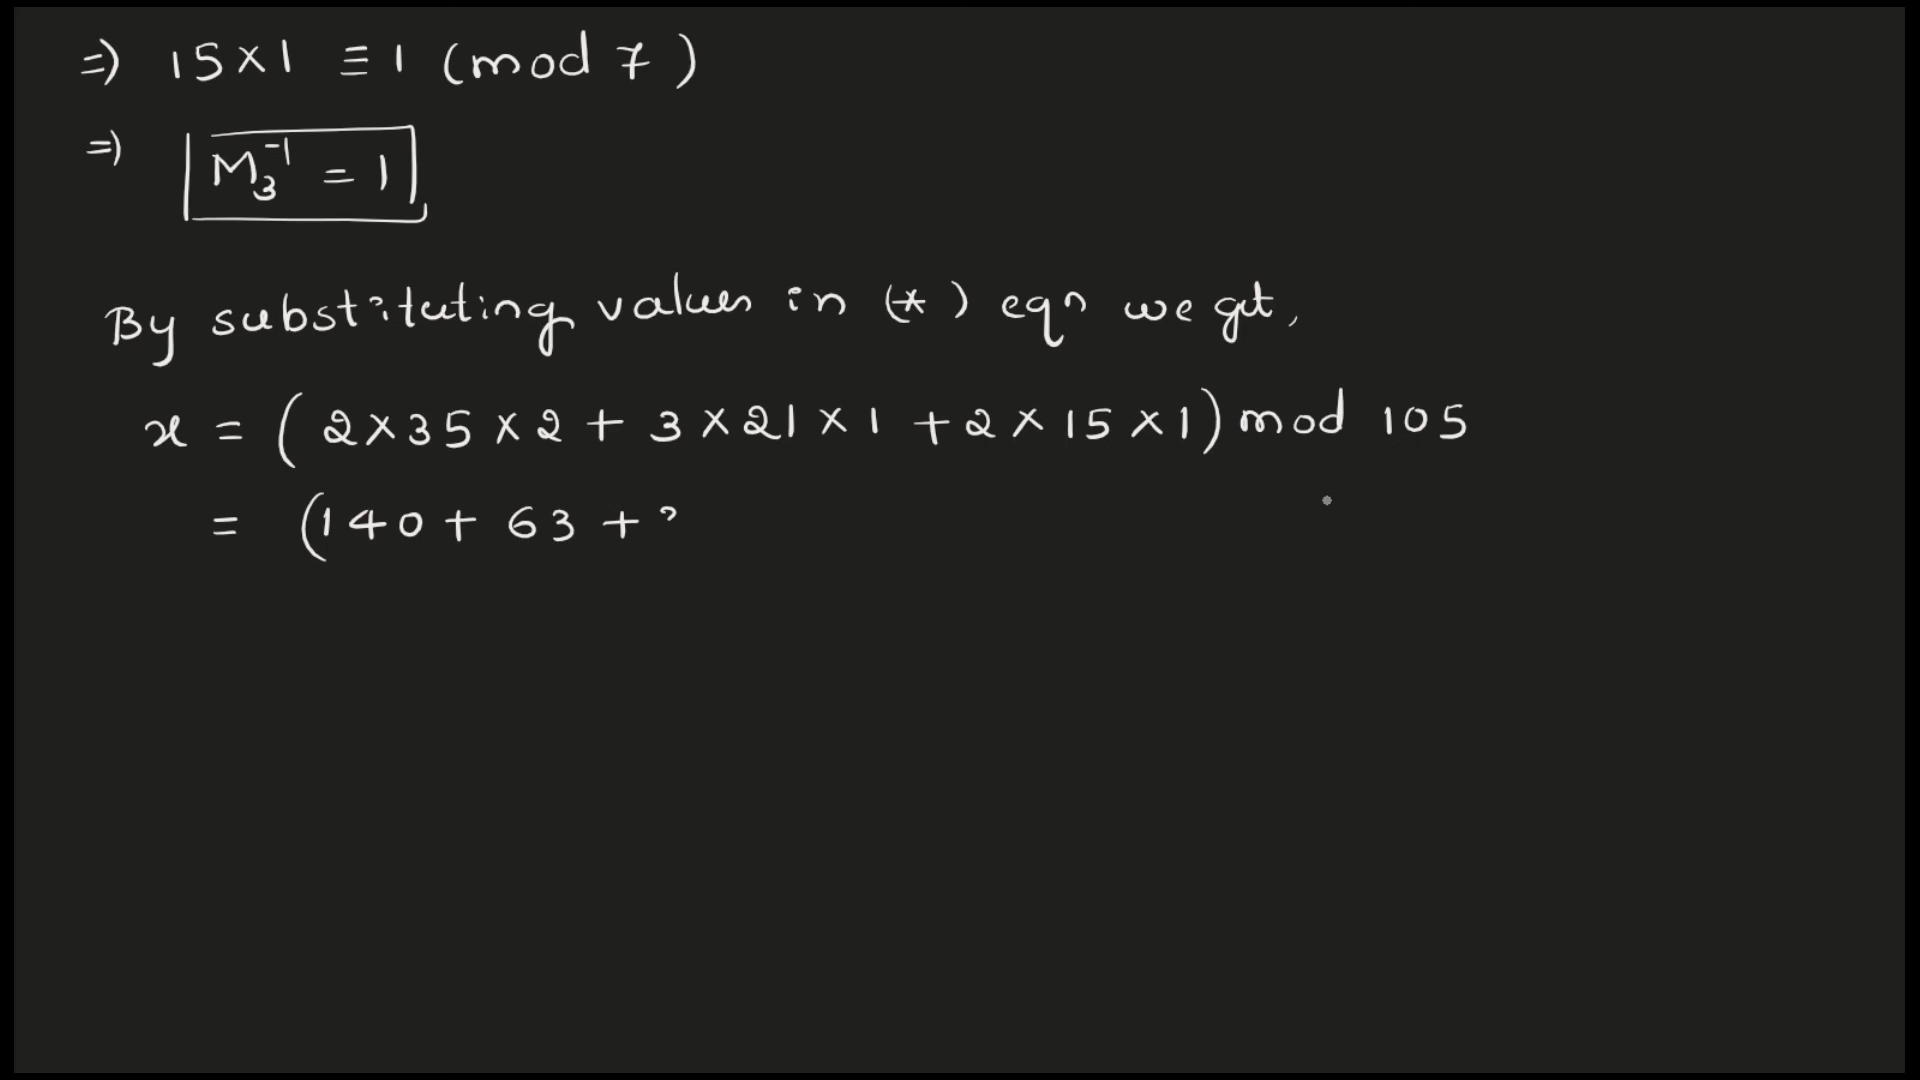 ⇒ 15×1 ≡ 1 (mod 7)
⇒ M₃⁻¹ = 1
By substituting values in (*) eqn we get,
x = (2×35×2 + 3×21×1 + 2×15×1) mod 105
= (140 + 63 +